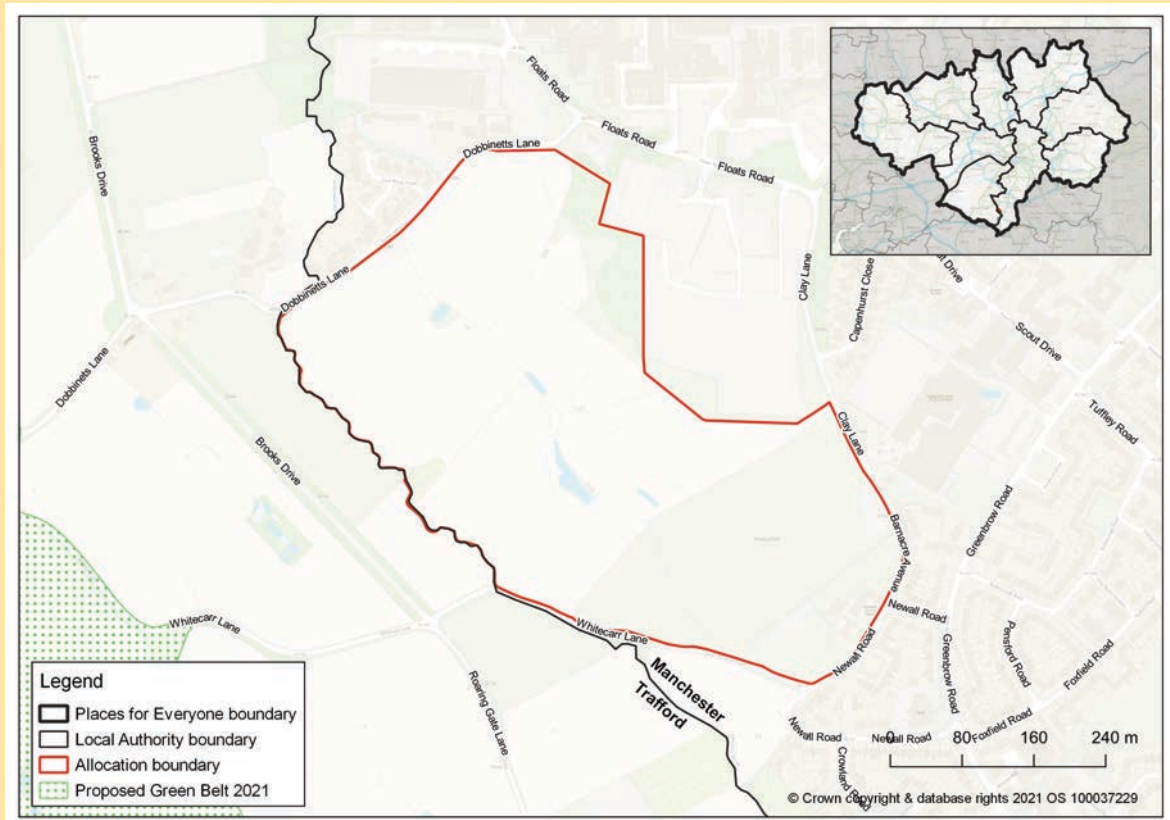 Floats Road
Floats Road
Floats Road
Dobbinetts Lane
Brooks Drive
Dobbinetts Lane
Dobbinets Lane
Clay Lane
Capenhurst Close
ut Drive
Scout Drive
Tuffley Road
Clay Lane
Greenbrow Road
Barnacre Avenue
Brooks Drive
Newall Road
Whitecarr Lane
Whitecarr Lane
Newall Road
Greenbrow Road
Pensford Road
Foxfield Road
Manchester
Trafford
Roaring Gate Lane
Newall Road
Newall Road
Foxfield Road
Crowland Road
Legend
Places for Everyone boundary
Local Authority boundary
Allocation boundary
Proposed Green Belt 2021
0 80 160 240 m
© Crown copyright & database rights 2021 OS 100037229